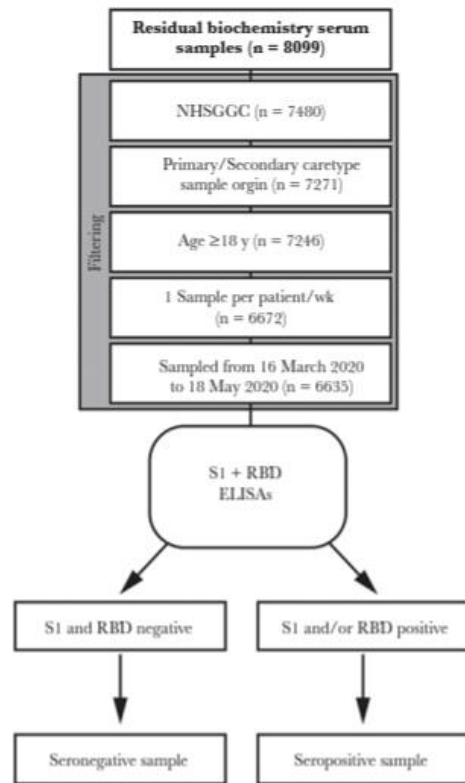 Residual biochemistry serum
samples (n = 8099)
Filtering
NHSGGC (n = 7480)
Primary/Secondary caretype
sample orgin (n = 7271)
Age ≥18 y (n = 7246)
1 Sample per patient/wk
(n = 6672)
Sampled from 16 March 2020
to 18 May 2020 (n = 6635)
S1 + RBD
ELISAs
S1 and RBD negative
S1 and/or RBD positive
Seronegative sample
Seropositive sample